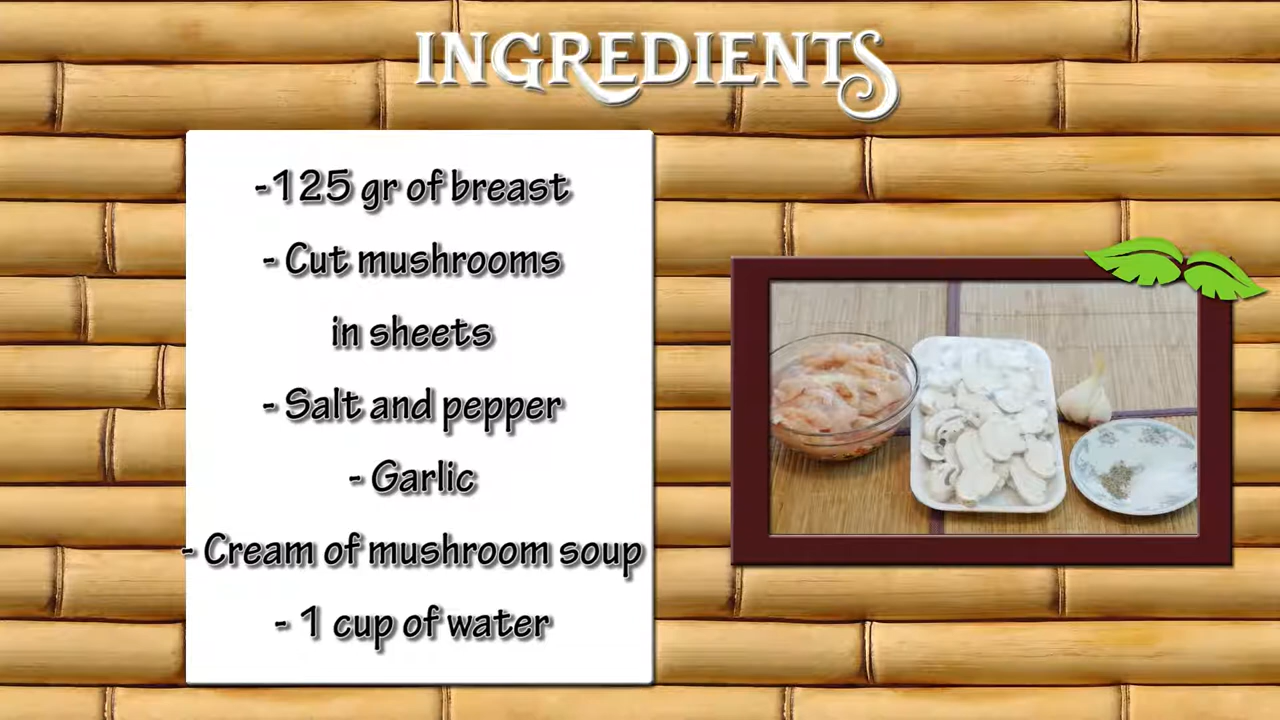 INGREDIENTS
-125 gr of breast
- Cut mushrooms
in sheets
- Salt and pepper
- Garlic
- Cream of mushroom soup
- 1 cup of water